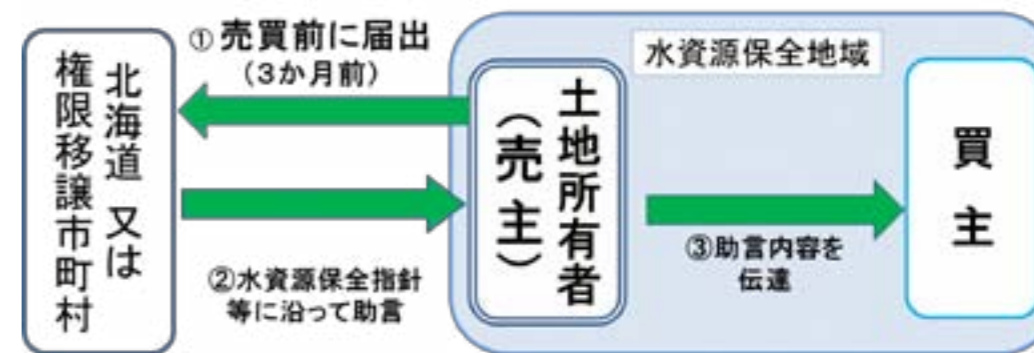 北海道 又は
権限移譲市町村
① 売買前に届出
(3か月前)
②水資源保全指針
等に沿って助言
水資源保全地域
土地所有者
(売主)
③助言内容を
伝達
買主